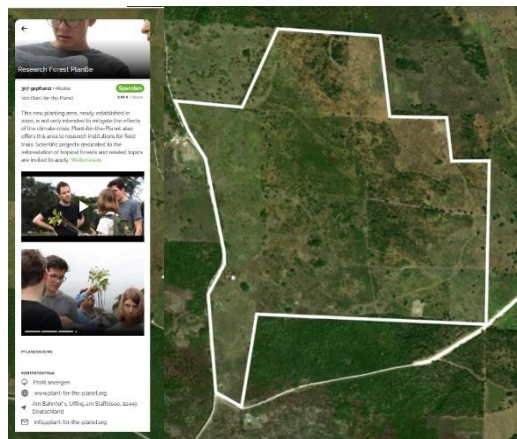 Research Forest PlantBe
307 gepflanzt • Mexiko
Spenden
Von Plant-for-the-Planet
This new planting area, newly established in
2020, is not only intended to mitigate the effects
of the climate crisis. Plant-for-the-Planet also
offers this area to research institutions for field
trials. Scientific projects dedicated to the
reforestation of tropical forests and related topics
are invited to apply. Weiterlesen
KONTAKTDETAILS
Profil anzeigen
www.plant-for-the-planet.org
Am Bahnhof 1, Uffing am Staffelsee, 82449
Deutschland
info@plant-for-the-planet.org